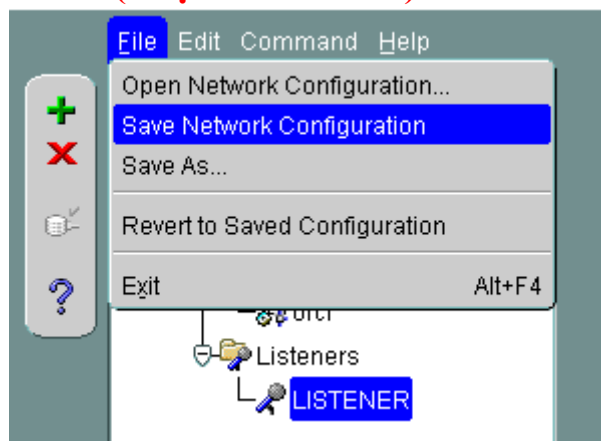 File Edit Command Help
Open Network Configuration...
Save Network Configuration
Save As...
Revert to Saved Configuration
Exit Alt+F4
Listeners
LISTENER